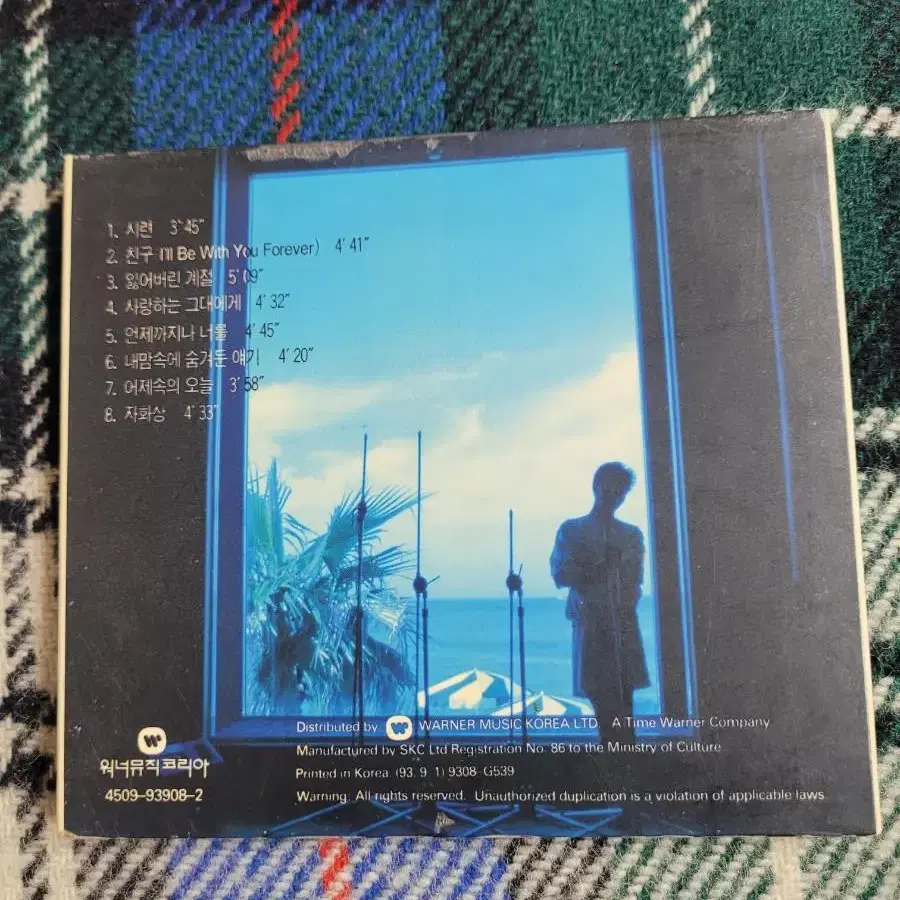 1. 시련 3'45"
2. 친구 I'll Be With You Forever) 4'41"
3. 잃어버린 계절 5'09"
4. 사랑하는 그대에게 4'32"
5. 언제까지나 너를 4'45"
6. 내맘속에 숨겨둔 얘기 4'20"
7. 어제속의 오늘 3'58"
8. 자화상 4'33"
워너뮤직코리아
4509-93908-2
Distributed by WARNER MUSIC KOREA LTD. A Time Warner Company
Manufactured by SKC Ltd Registration No. 86 to the Ministry of Culture
Printed in Korea. (93. 9. 1) 9308-G539
Warning: All rights reserved. Unauthorized duplication is a violation of applicable laws.